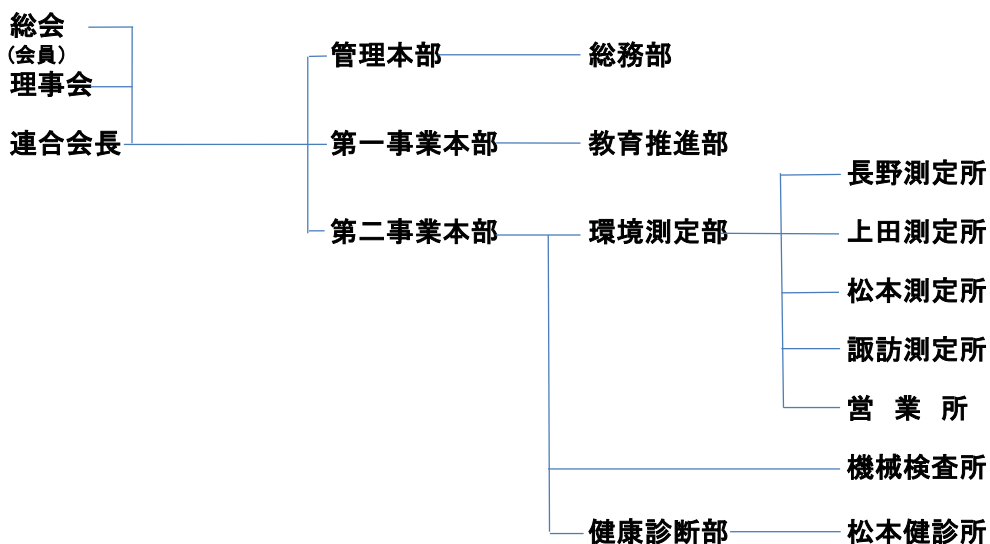 総会
（会員）
理事会
連合会長
管理本部
総務部
第一事業本部
教育推進部
第二事業本部
環境測定部
長野測定所
上田測定所
松本測定所
諏訪測定所
営 業 所
機械検査所
健康診断部
松本健診所